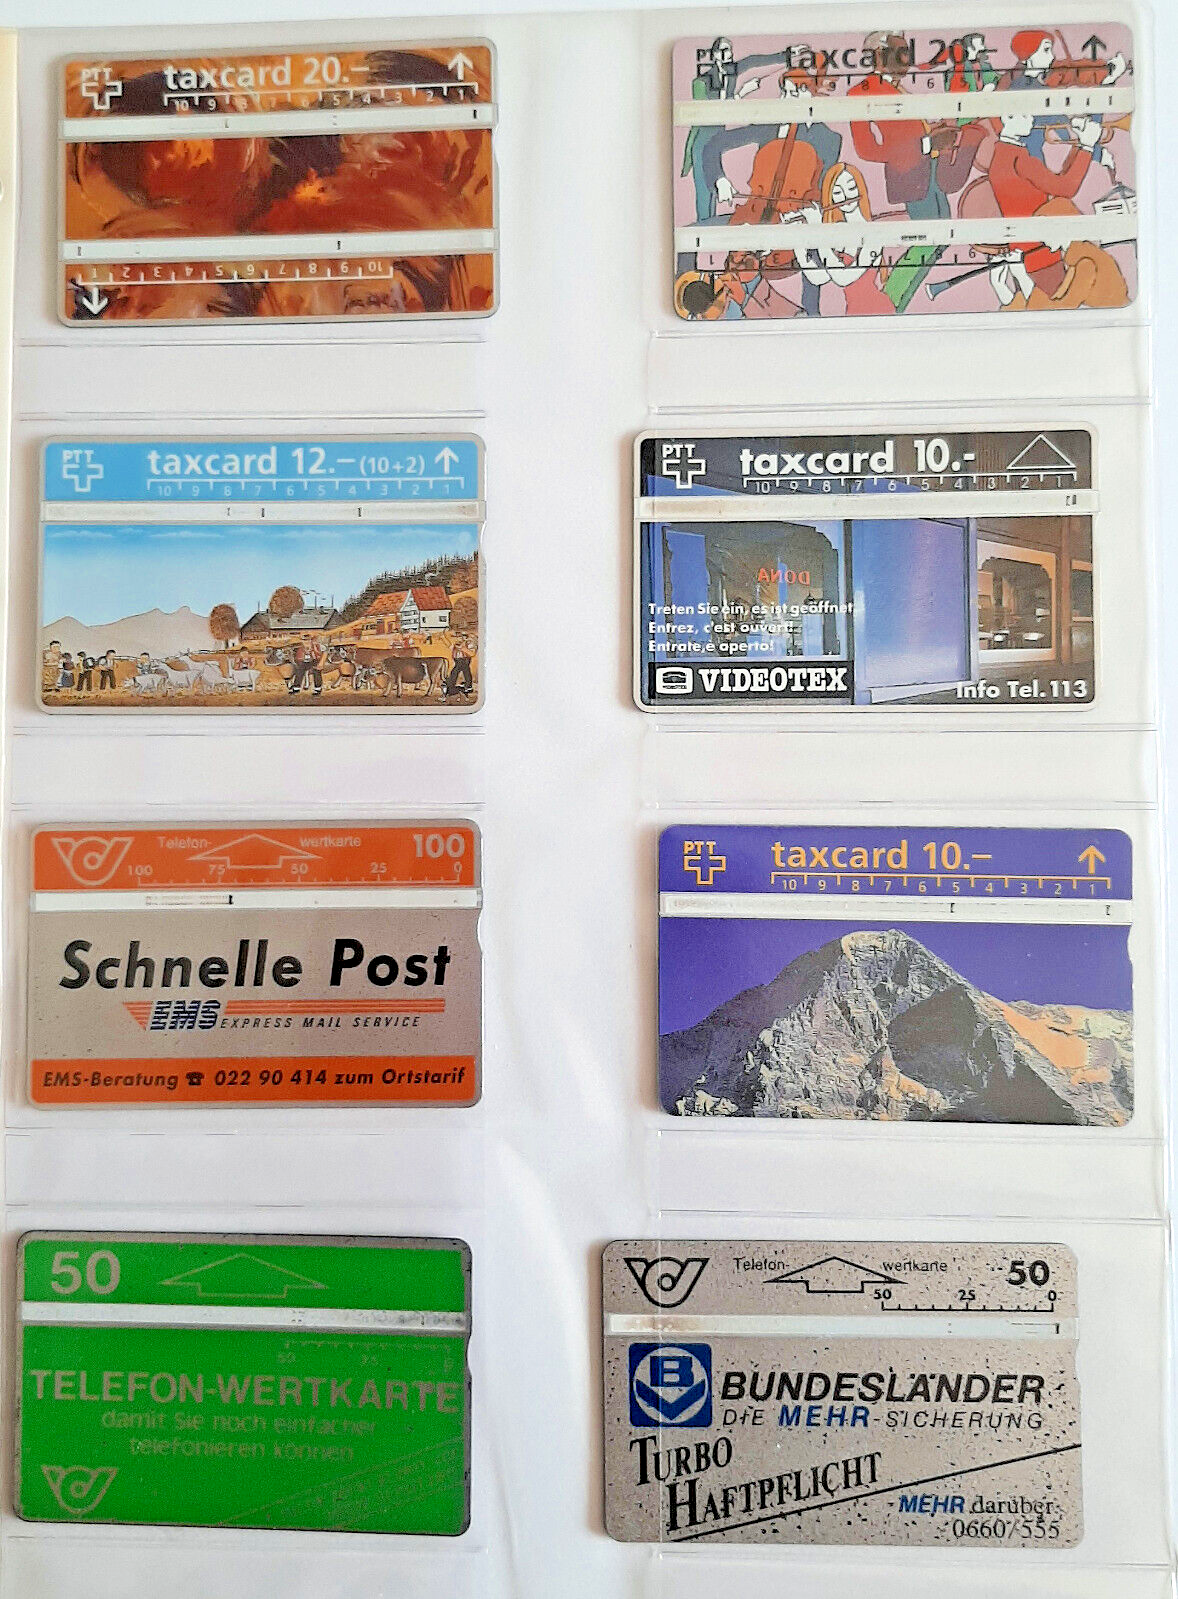 PTT
taxcard 20.-
10 9 8 7 6 5 4 3 2 1
10 9 8 7 6 5 4 3 2 1
PTT
taxcard 20.-
PTT
taxcard 12.-(10+2)
10 9 8 7 6 5 4 3 2 1
PTT
taxcard 10.-
10 9 8 7 6 5 4 3 2 1
DONA
Treten Sie ein, es ist geöffnet,
Entrez, c'est ouvert!
Entrate, è aperto!
VIDEOTEX
Info Tel.113
Telefon- wertkarte 100
100 75 50 25 0
Schnelle Post
EMS EXPRESS MAIL SERVICE
EMS-Beratung ☎ 022 90 414 zum Ortstarif
PTT
taxcard 10.-
10 9 8 7 6 5 4 3 2 1
50
50 25 0
TELEFON-WERTKARTE
damit Sie noch einfacher
telefonieren können
Telefon- wertkarte 50
50 25 0
B
BUNDESLÄNDER
DIE MEHR-SICHERUNG
TURBO
HAFTPFLICHT
MEHR darüber:
0660/555